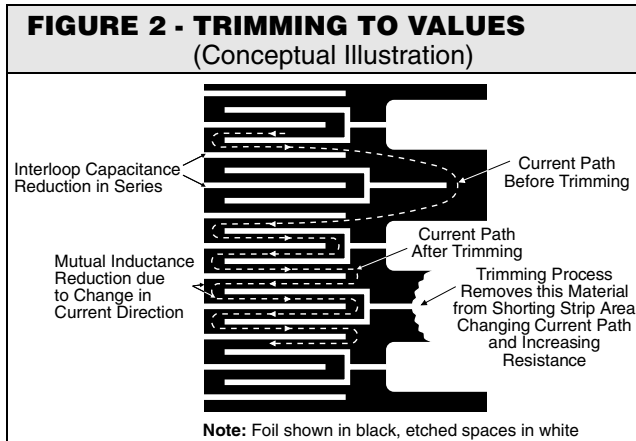 FIGURE 2 - TRIMMING TO VALUES
(Conceptual Illustration)
Interloop Capacitance
Reduction in Series
Current Path
Before Trimming
Mutual Inductance
Reduction due
to Change in
Current Direction
Current Path
After Trimming
Trimming Process
Removes this Material
from Shorting Strip Area
Changing Current Path
and Increasing
Resistance
Note: Foil shown in black, etched spaces in white